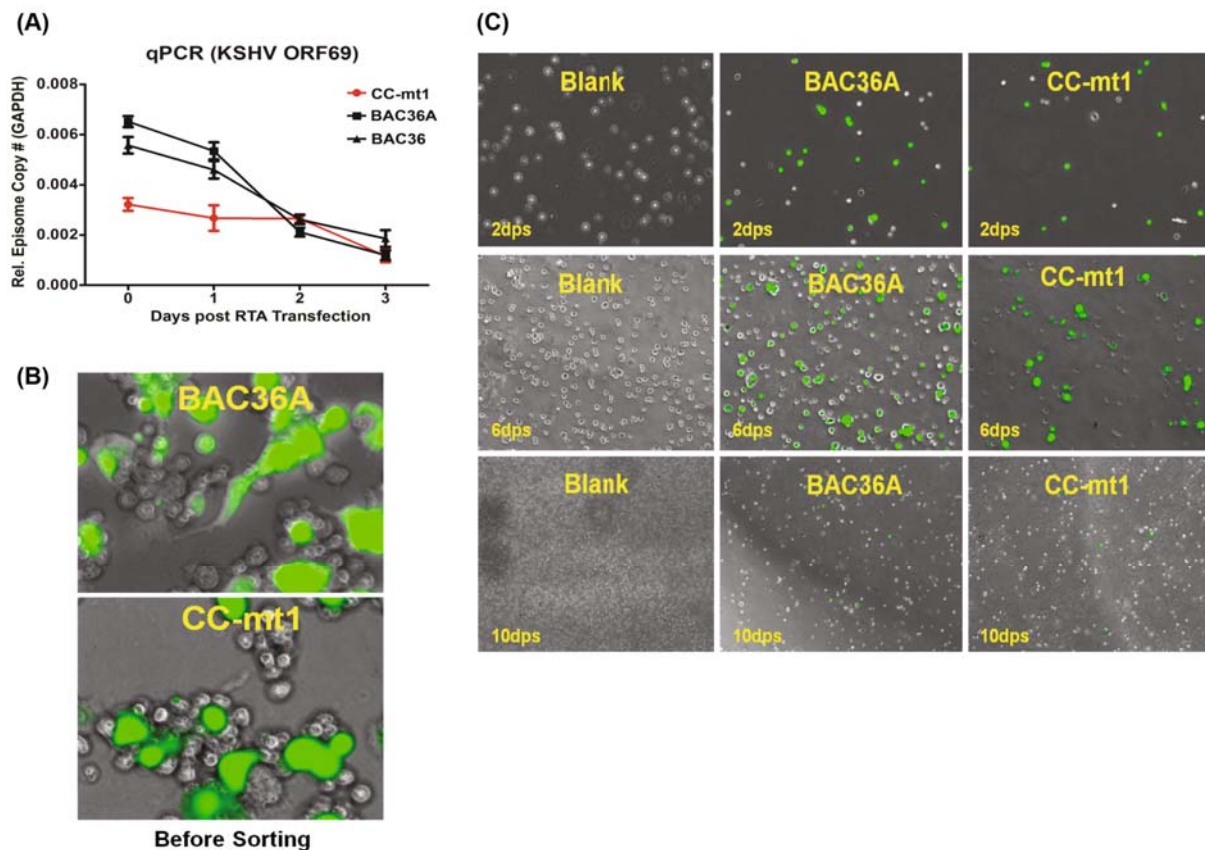 (A)
qPCR (KSHV ORF69)
Rel. Episome Copy # (GAPDH)
0.008
0.006
0.004
0.002
0.000
0
1
2
3
Days post RTA Transfection
CC-mt1
BAC36A
BAC36
(B)
BAC36A
CC-mt1
Before Sorting
(C)
Blank
2dps
BAC36A
2dps
CC-mt1
2dps
Blank
6dps
BAC36A
6dps
CC-mt1
6dps
Blank
10dps
BAC36A
10dps
CC-mt1
10dps